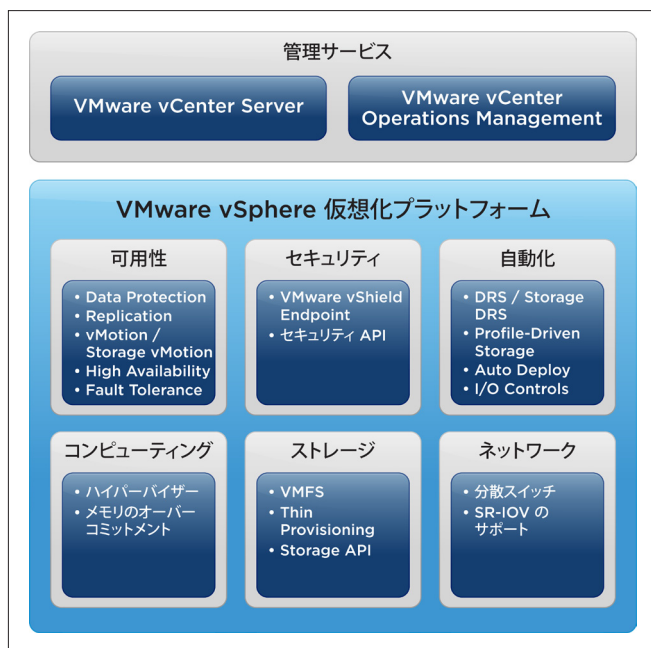 管理サービス
VMware vCenter Server
VMware vCenter
Operations Management
VMware vSphere 仮想化プラットフォーム
可用性
• Data Protection
• Replication
• vMotion /
Storage vMotion
• High Availability
• Fault Tolerance
セキュリティ
• VMware vShield
Endpoint
• セキュリティ API
自動化
• DRS / Storage
DRS
• Profile-Driven
Storage
• Auto Deploy
• I/O Controls
コンピューティング
• ハイパーバイザー
• メモリのオーバー
コミットメント
ストレージ
• VMFS
• Thin
Provisioning
• Storage API
ネットワーク
• 分散スイッチ
• SR-IOV の
サポート